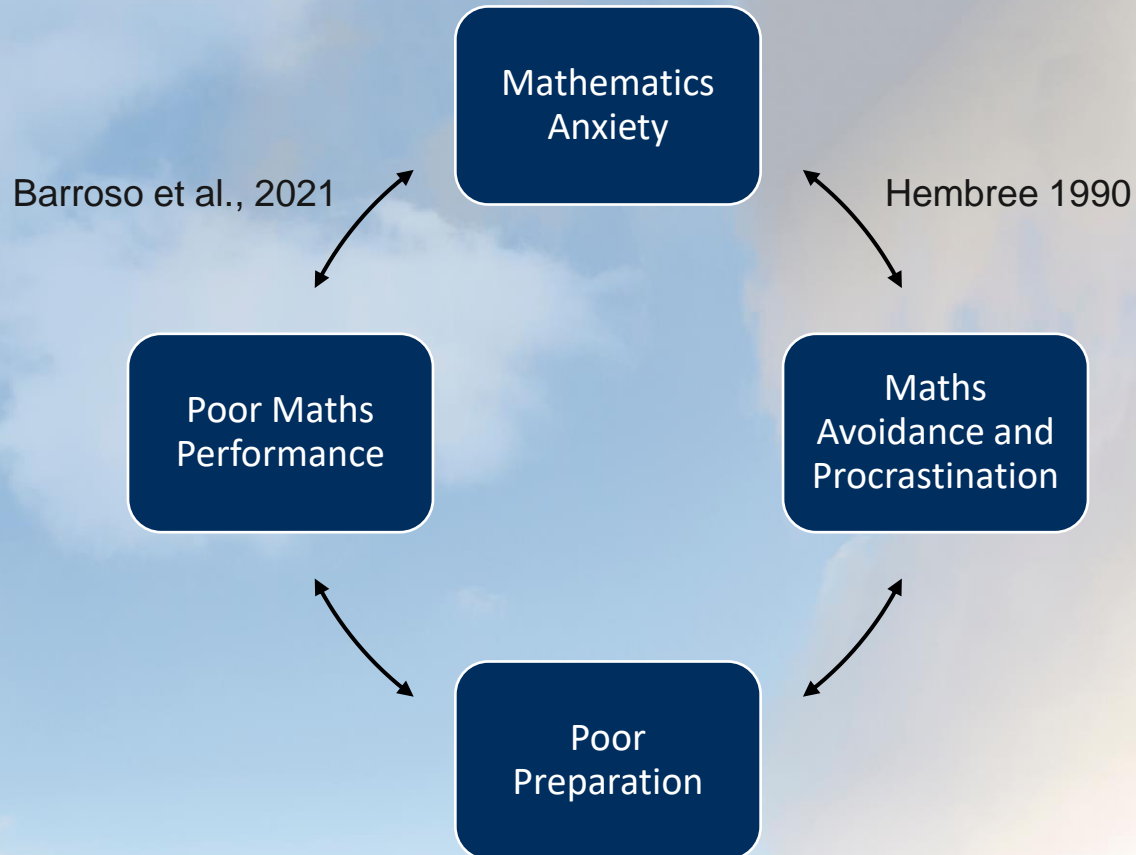 Mathematics
Anxiety
Barroso et al., 2021
Hembree 1990
Poor Maths
Performance
Maths
Avoidance and
Procrastination
Poor
Preparation